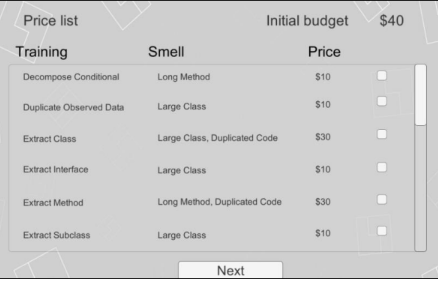 Price list Initial budget $40
Training Smell Price
Decompose Conditional Long Method $10
Duplicate Observed Data Large Class $10
Extract Class Large Class, Duplicated Code $30
Extract Interface Large Class $10
Extract Method Long Method, Duplicated Code $30
Extract Subclass Large Class $10
Next